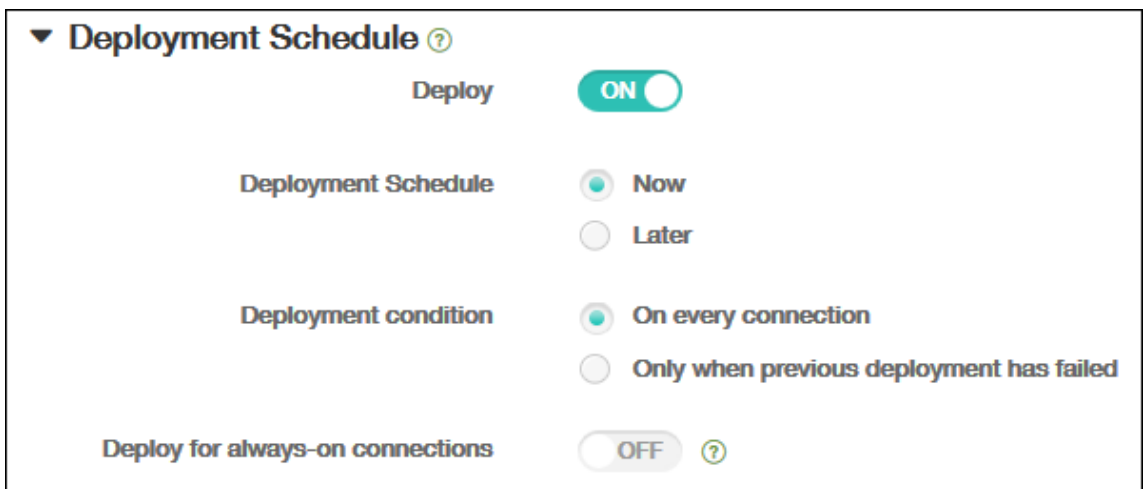 Deployment Schedule ?
Deploy ON
Deployment Schedule Now
Later
Deployment condition On every connection
Only when previous deployment has failed
Deploy for always-on connections OFF ?